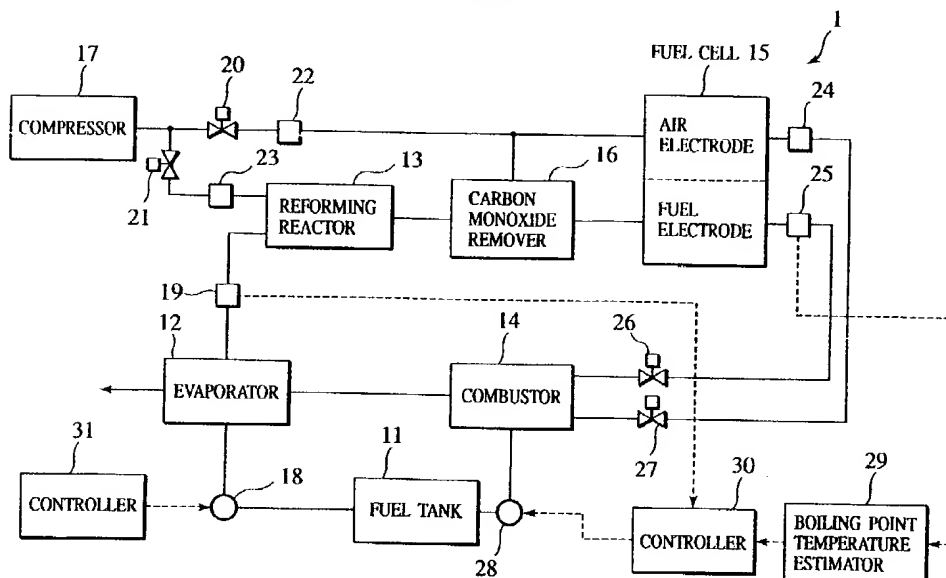 1
17
20
22
FUEL CELL 15
24
COMPRESSOR
AIR
ELECTRODE
23
13
16
25
21
REFORMING
REACTOR
CARBON
MONOXIDE
REMOVER
FUEL
ELECTRODE
19
12
14
26
EVAPORATOR
COMBUSTOR
31
11
27
30
29
CONTROLLER
18
FUEL TANK
28
CONTROLLER
BOILING POINT
TEMPERATURE
ESTIMATOR